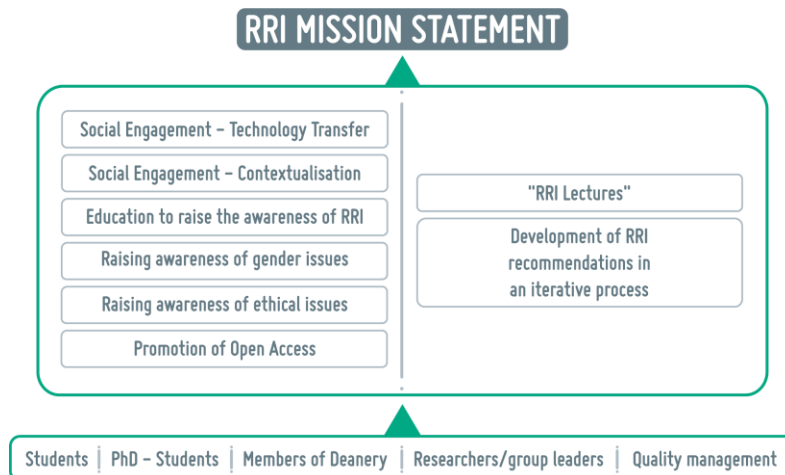 RRI MISSION STATEMENT
Social Engagement – Technology Transfer
Social Engagement – Contextualisation
Education to raise the awareness of RRI
Raising awareness of gender issues
Raising awareness of ethical issues
Promotion of Open Access
"RRI Lectures"
Development of RRI
recommendations in
an iterative process
Students | PhD – Students | Members of Deanery | Researchers/group leaders | Quality management